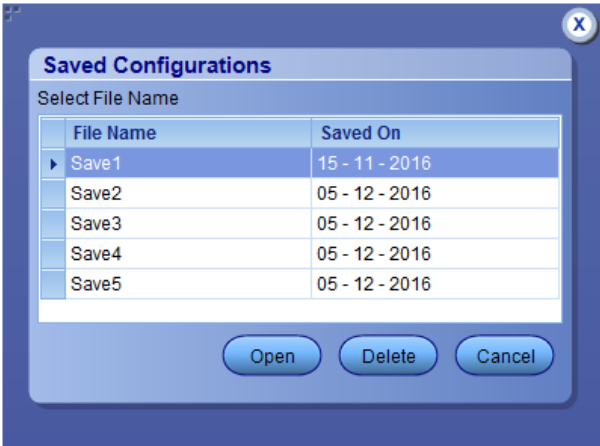 X
Saved Configurations
Select File Name
File Name Saved On
Save1 15 - 11 - 2016
Save2 05 - 12 - 2016
Save3 05 - 12 - 2016
Save4 05 - 12 - 2016
Save5 05 - 12 - 2016
Open Delete Cancel